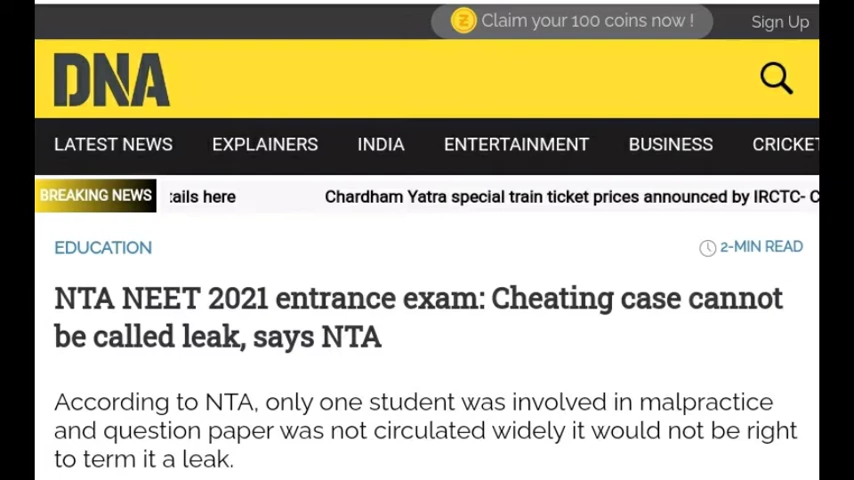 Claim your 100 coins now !
Sign Up
DNA
LATEST NEWS EXPLAINERS INDIA ENTERTAINMENT BUSINESS CRICKET
BREAKING NEWS tails here Chardham Yatra special train ticket prices announced by IRCTC- C
EDUCATION
2-MIN READ
NTA NEET 2021 entrance exam: Cheating case cannot
be called leak, says NTA
According to NTA, only one student was involved in malpractice
and question paper was not circulated widely it would not be right
to term it a leak.